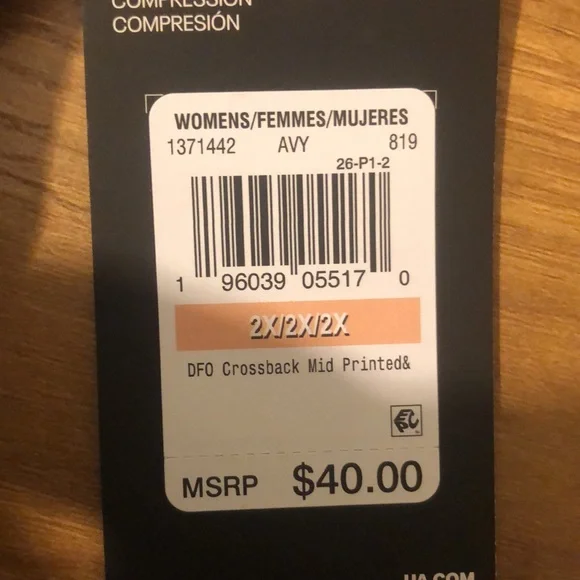 COMPRESSION
COMPRESIÓN
WOMENS/FEMMES/MUJERES
1371442 AVY 819
26-P1-2
1 96039 05517 0
2X/2X/2X
DFO Crossback Mid Printed&
MSRP $40.00
UA.COM